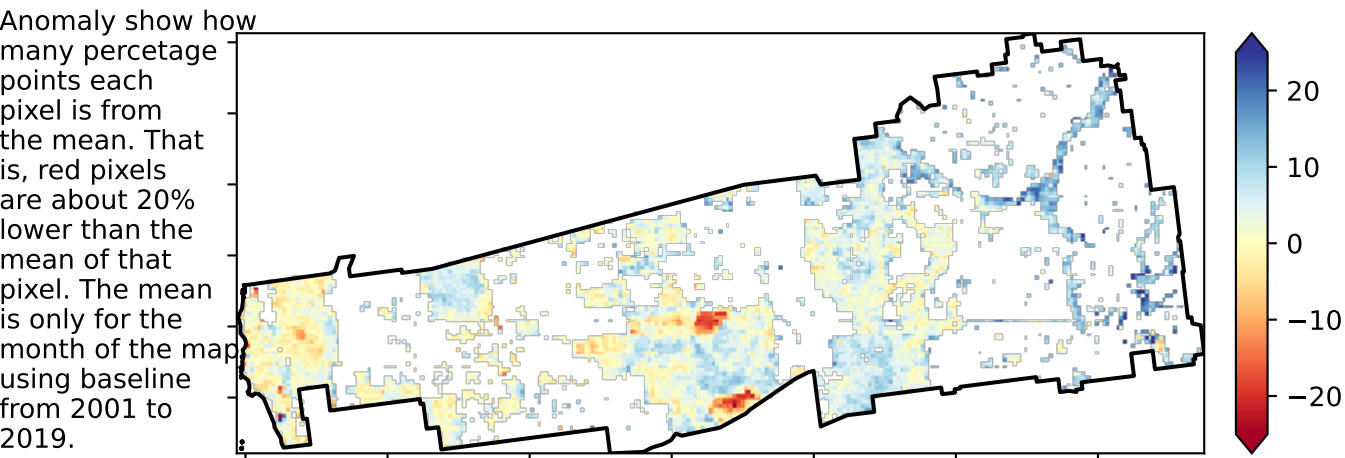 Anomaly show how
many percetage
points each
pixel is from
the mean. That
is, red pixels
are about 20%
lower than the
mean of that
pixel. The mean
is only for the
month of the map
using baseline
from 2001 to
2019.
20
10
0
−10
−20